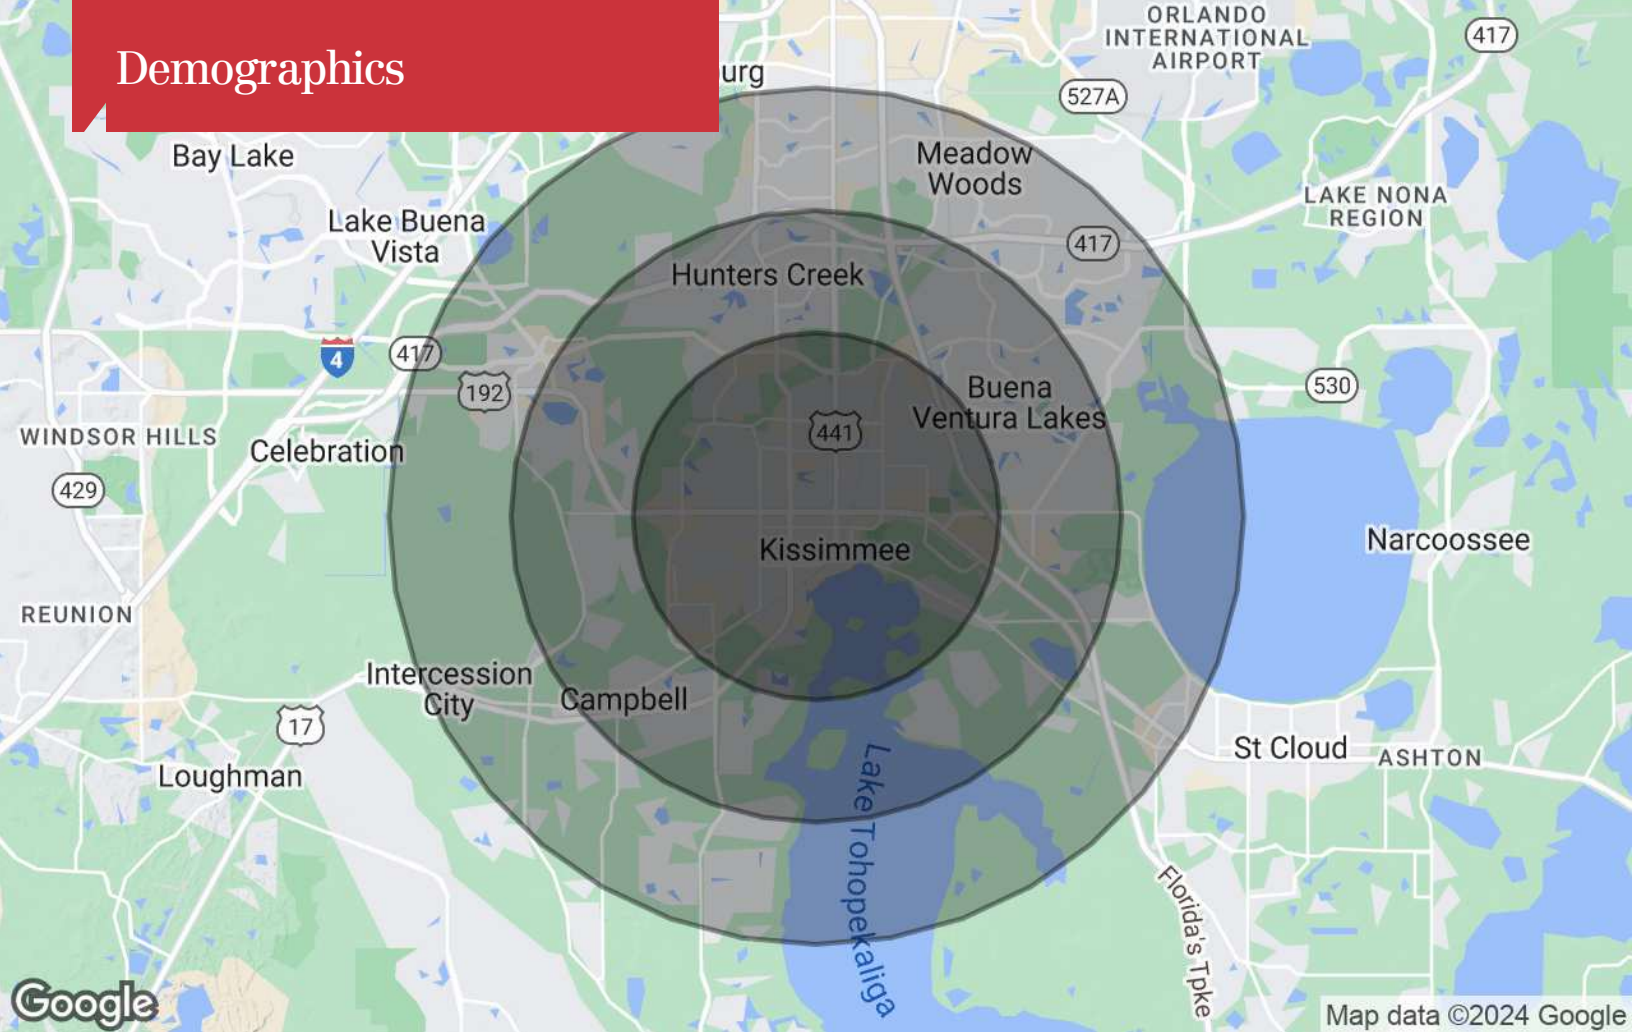 Demographics
urg
ORLANDO
INTERNATIONAL
AIRPORT
417
527A
Bay Lake
Meadow
Woods
LAKE NONA
REGION
Lake Buena
Vista
417
Hunters Creek
4
417
192
Buena
Ventura Lakes
530
441
WINDSOR HILLS
Celebration
429
Kissimmee
Narcoossee
REUNION
Intercession
City
Campbell
17
St Cloud
ASHTON
Loughman
Lake Tohopekaliga
Florida's Tpke
Google
Map data ©2024 Google